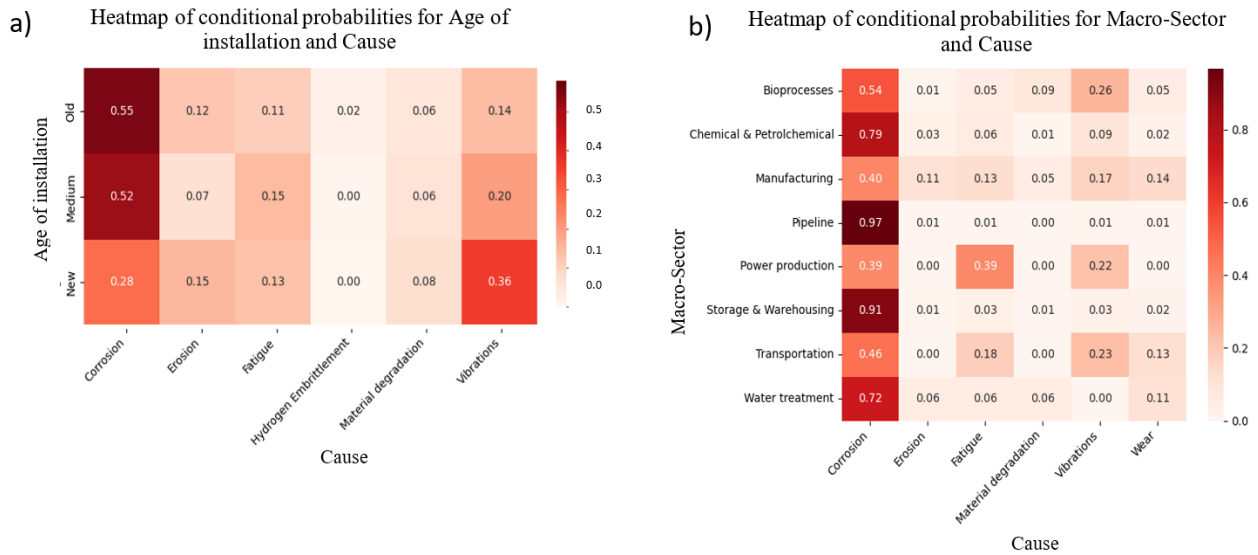 a)
Heatmap of conditional probabilities for Age of
installation and Cause
Age of installation
Old
0.55 0.12 0.11 0.02 0.06 0.14
Medium
0.52 0.07 0.15 0.00 0.06 0.20
New
0.28 0.15 0.13 0.00 0.08 0.36
Corrosion
Erosion
Fatigue
Hydrogen Embrittlement
Material degradation
Vibrations
Cause
0.5
0.4
0.3
0.2
0.1
0.0
b)
Heatmap of conditional probabilities for Macro-Sector
and Cause
Macro-Sector
Bioprocesses 0.54 0.01 0.05 0.09 0.26 0.05
Chemical & Petrolchemical 0.79 0.03 0.06 0.01 0.09 0.02
Manufacturing 0.40 0.11 0.13 0.05 0.17 0.14
Pipeline 0.97 0.01 0.01 0.00 0.01 0.01
Power production 0.39 0.00 0.39 0.00 0.22 0.00
Storage & Warehousing 0.91 0.01 0.03 0.01 0.03 0.02
Transportation 0.46 0.00 0.18 0.00 0.23 0.13
Water treatment 0.72 0.06 0.06 0.06 0.00 0.11
Corrosion
Erosion
Fatigue
Material degradation
Vibrations
Wear
Cause
0.8
0.6
0.4
0.2
0.0